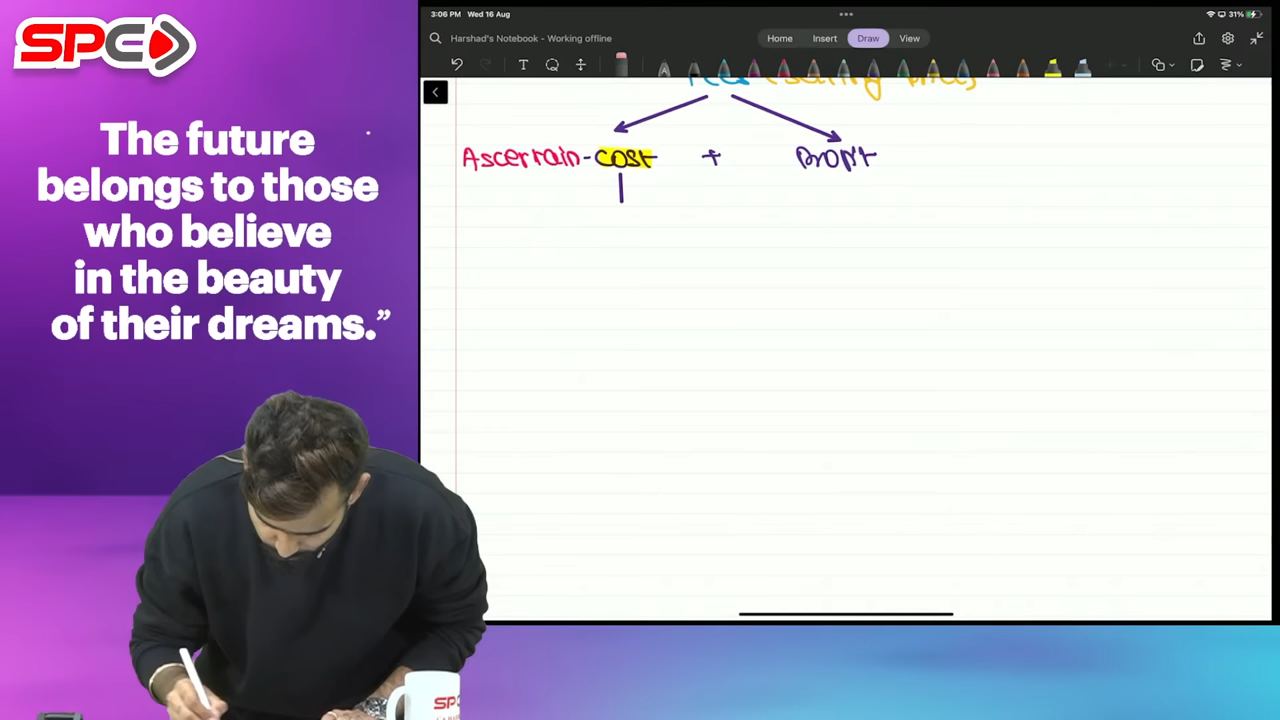 SPC
3:06 PM Wed 16 Aug
31%
Harshad's Notebook - Working offline
Home Insert Draw View
The future
belongs to those
who believe
in the beauty
of their dreams.”
Ascertain - cost + profit
SPC